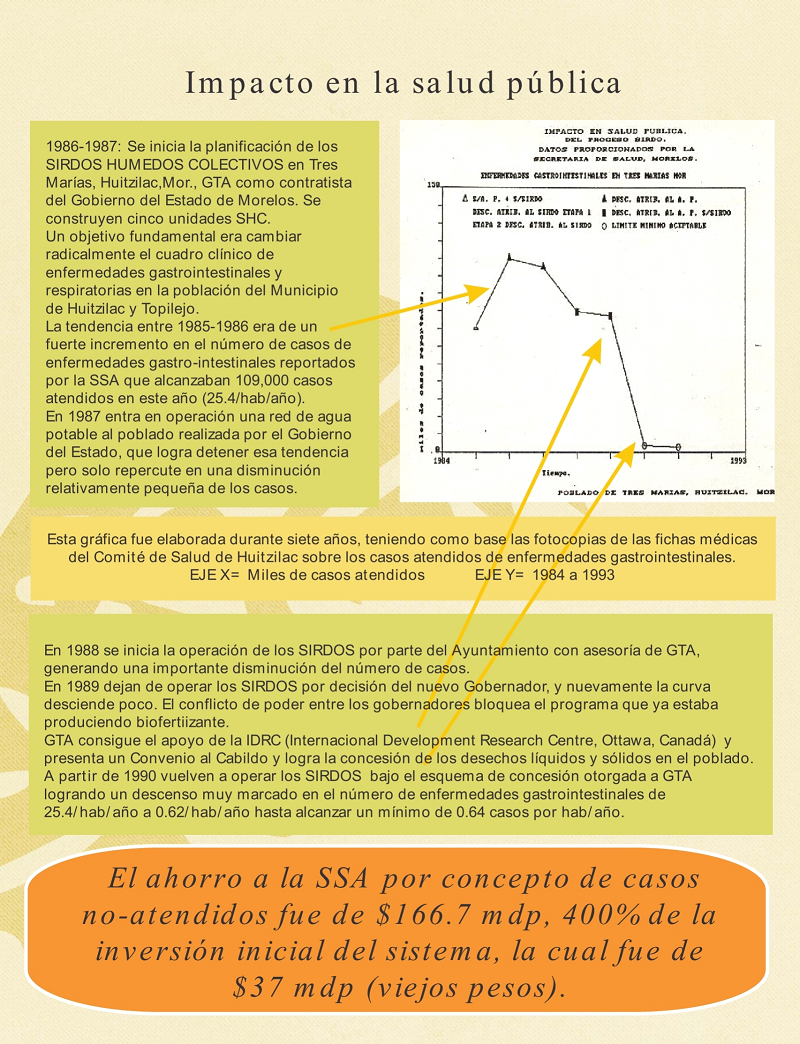 Impacto en la salud pública
1986-1987: Se inicia la planificación de los
SIRDOS HUMEDOS COLECTIVOS en Tres
Marías, Huitzilac,Mor., GTA como contratista
del Gobierno del Estado de Morelos. Se
construyen cinco unidades SHC.
Un objetivo fundamental era cambiar
radicalmente el cuadro clínico de
enfermedades gastrointestinales y
respiratorias en la población del Municipio
de Huitzilac y Topilejo.
La tendencia entre 1985-1986 era de un
fuerte incremento en el número de casos de
enfermedades gastro-intestinales reportados
por la SSA que alcanzaban 109,000 casos
atendidos en este año (25.4/hab/año).
En 1987 entra en operación una red de agua
potable al poblado realizada por el Gobierno
del Estado, que logra detener esa tendencia
pero solo repercute en una disminución
relativamente pequeña de los casos.
IMPACTO EN SALUD PUBLICA.
DEL PROCESO SIRDO.
DATOS PROPORCIONADOS POR LA
SECRETARIA DE SALUD, MORELOS.
ENFERMEDADES GASTROINTESTINALES EN TRES MARIAS MOR
150
S/A. P. + S/SIRDO
DESC. ATRIB. AL A. P.
DESC. ATRIB. AL SIRDO ETAPA 1
DESC. ATRIB. AL A. P. S/SIRDO
ETAPA 2 DESC. ATRIB. AL SIRDO
LIMITE MINIMO ACEPTABLE
0
1984
1993
Tiempo.
POBLADO DE TRES MARIAS, HUITZILAC. MOR
Esta gráfica fue elaborada durante siete años, teniendo como base las fotocopias de las fichas médicas
del Comité de Salud de Huitzilac sobre los casos atendidos de enfermedades gastrointestinales.
EJE X= Miles de casos atendidos EJE Y= 1984 a 1993
En 1988 se inicia la operación de los SIRDOS por parte del Ayuntamiento con asesoría de GTA,
generando una importante disminución del número de casos.
En 1989 dejan de operar los SIRDOS por decisión del nuevo Gobernador, y nuevamente la curva
desciende poco. El conflicto de poder entre los gobernadores bloquea el programa que ya estaba
produciendo biofertiizante.
GTA consigue el apoyo de la IDRC (Internacional Development Research Centre, Ottawa, Canadá) y
presenta un Convenio al Cabildo y logra la concesión de los desechos líquidos y sólidos en el poblado.
A partir de 1990 vuelven a operar los SIRDOS bajo el esquema de concesión otorgada a GTA
logrando un descenso muy marcado en el número de enfermedades gastrointestinales de
25.4/hab/año a 0.62/hab/año hasta alcanzar un mínimo de 0.64 casos por hab/año.
El ahorro a la SSA por concepto de casos
no-atendidos fue de $166.7 mdp, 400% de la
inversión inicial del sistema, la cual fue de
$37 mdp (viejos pesos).